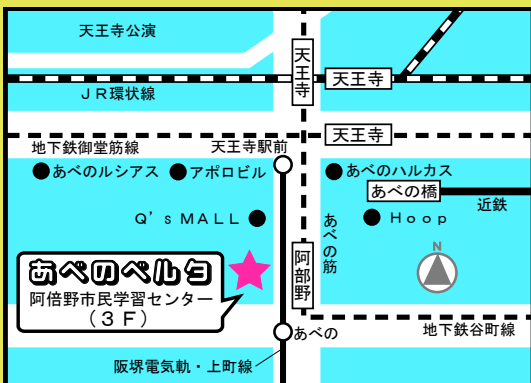 天王寺公演
天王寺
天王寺
JR環状線
天王寺
地下鉄御堂筋線
天王寺駅前
あべのルシアス
アポロビル
あべのハルカス
あべの橋
近鉄
Q's MALL
あべの筋
Hoop
N
あべのベルタ
阿倍野市民学習センター
(3F)
阿部野
あべの
地下鉄谷町線
阪堺電気軌・上町線